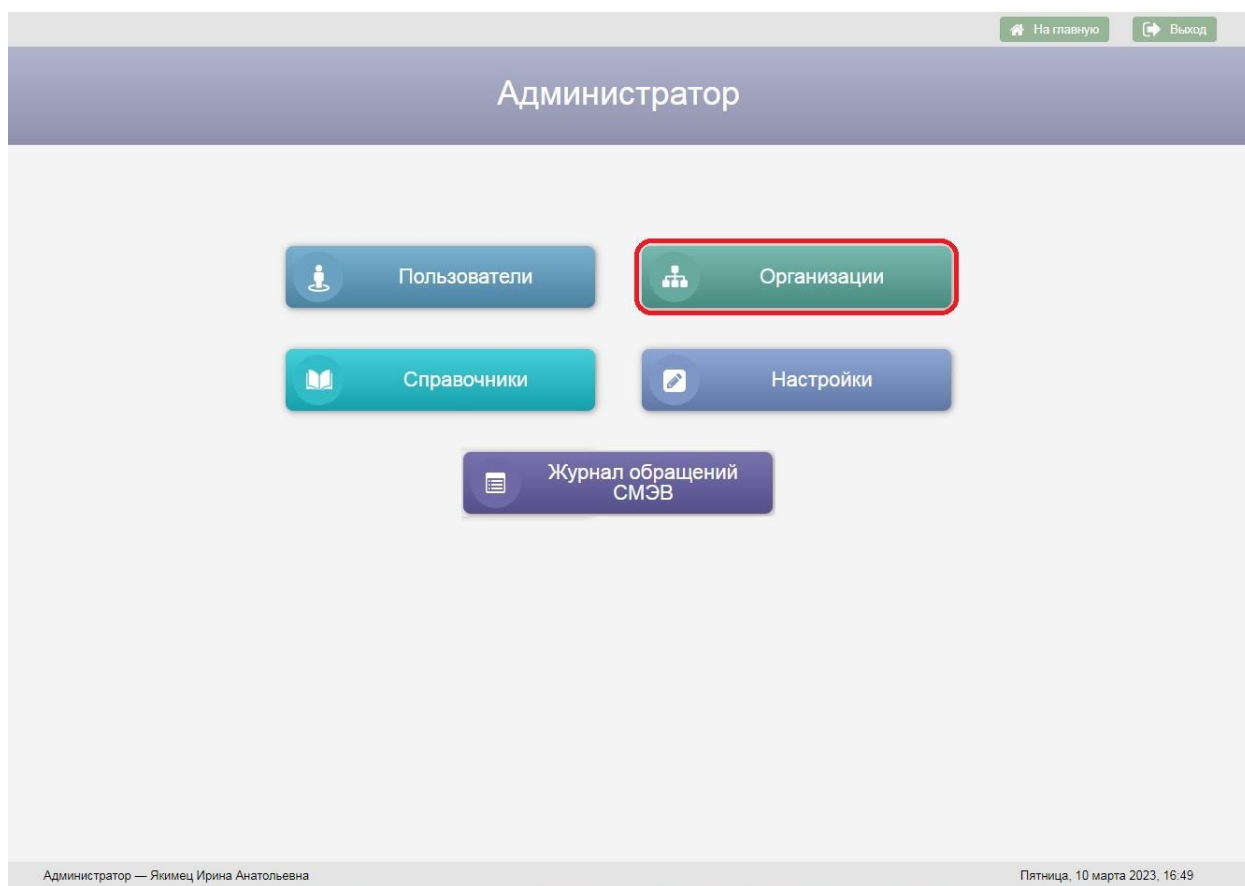 На главную
Выход
Администратор
Пользователи
Организации
Справочники
Настройки
Журнал обращений
СМЭВ
Администратор — Якимец Ирина Анатольевна
Пятница, 10 марта 2023, 16:49